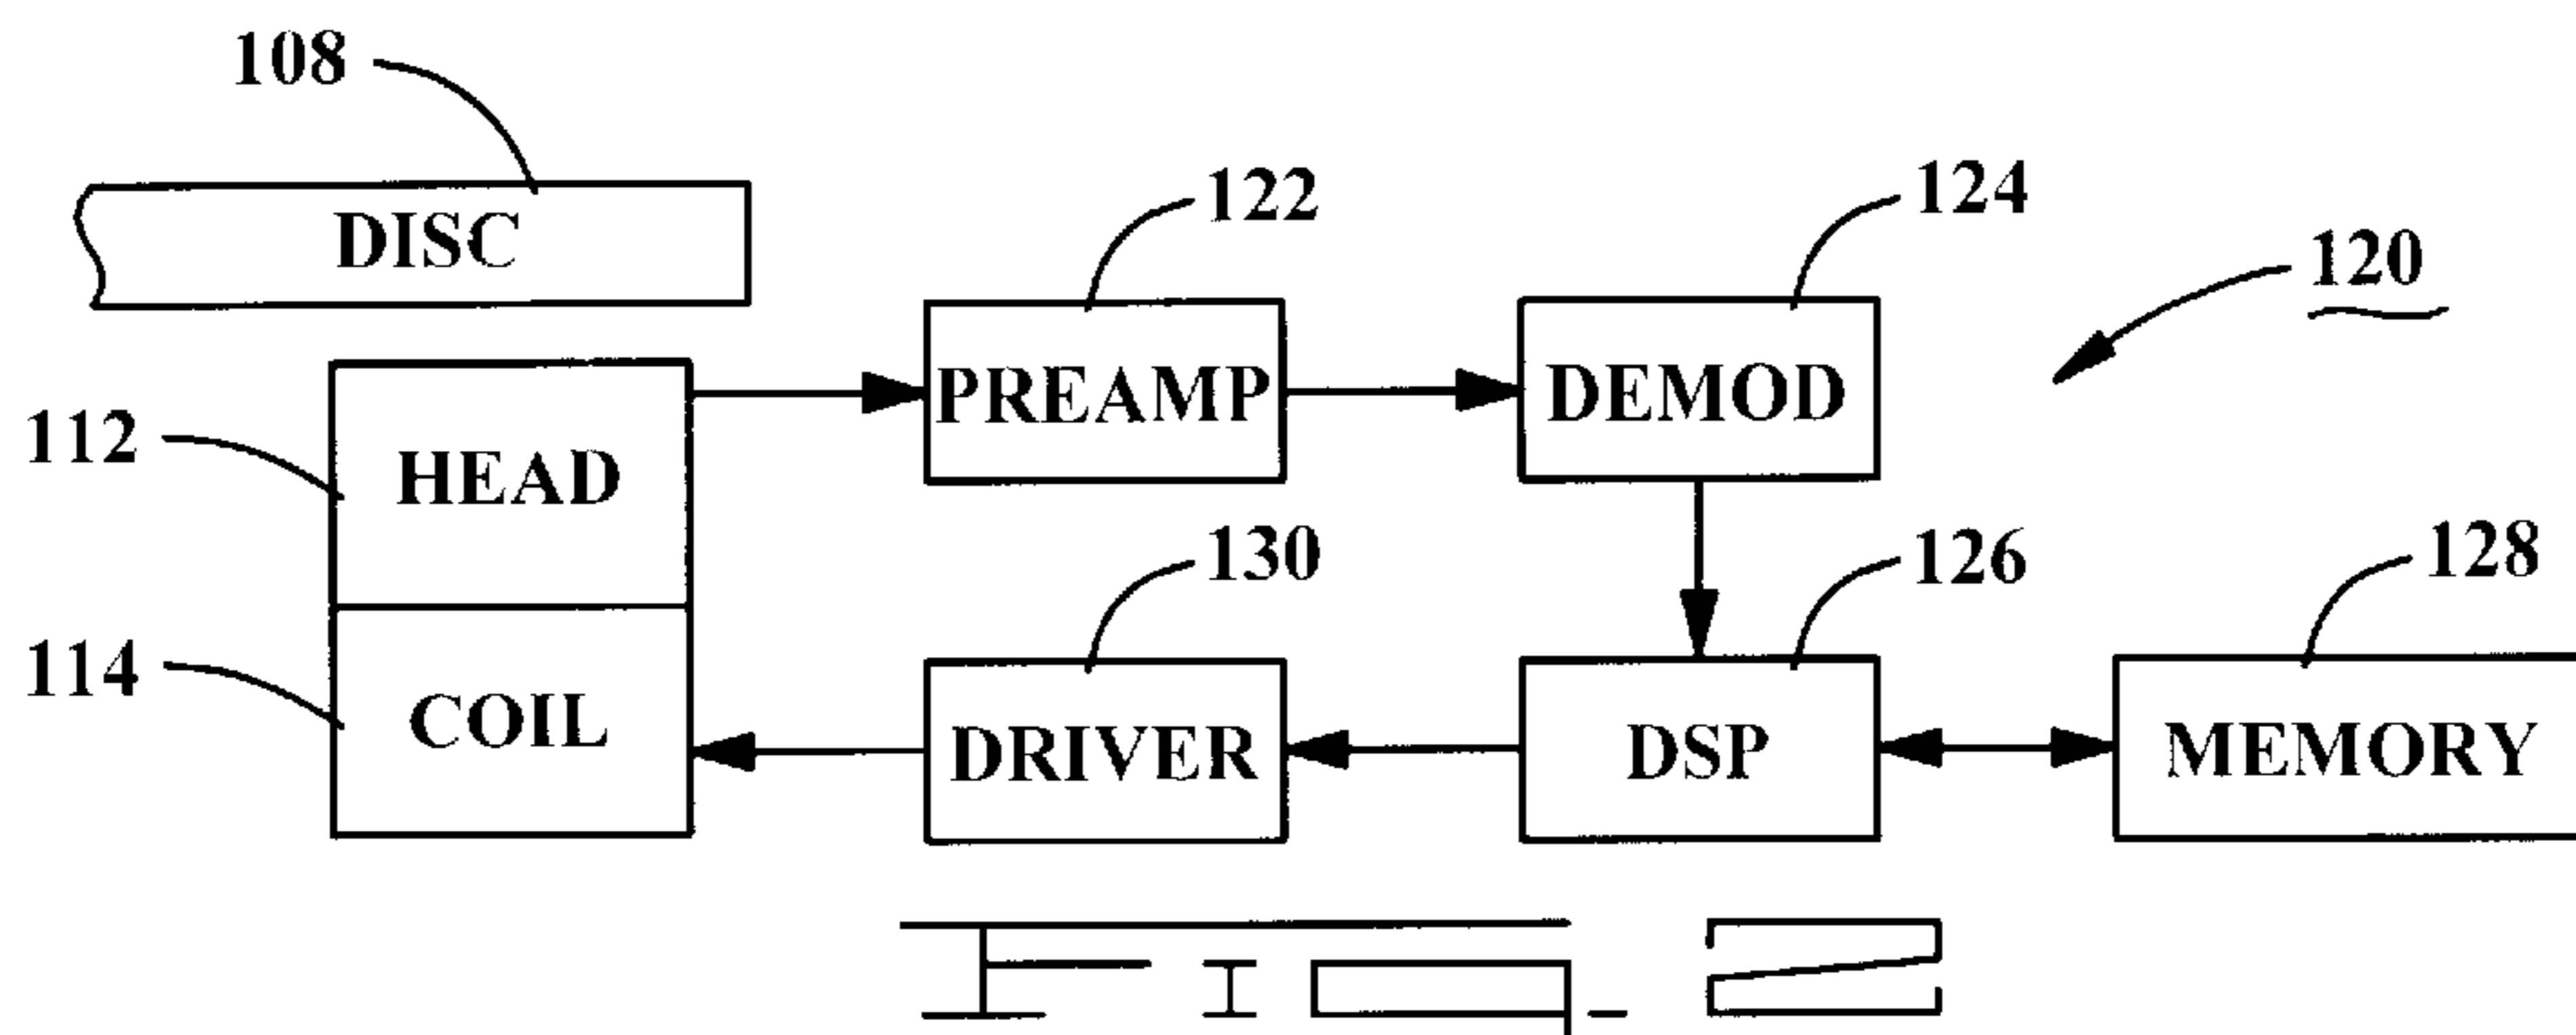 108
DISC
122
124
120
PREAMP
DEMOD
112
HEAD
130
126
128
114
COIL
DRIVER
DSP
MEMORY
Fig. 2